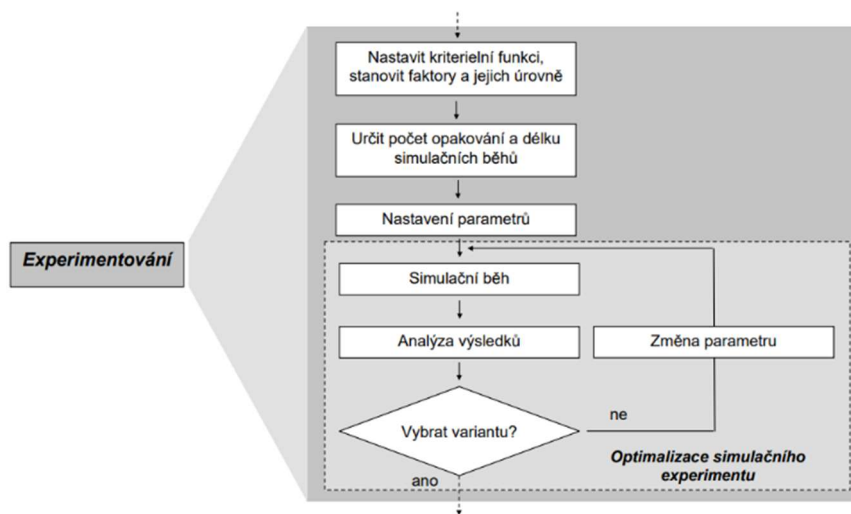 Nastavit kriterielní funkci,
stanovit faktory a jejich úrovně
Určit počet opakování a délku
simulačních běhů
Nastavení parametrů
Experimentování
Simulační běh
Analýza výsledků
Změna parametru
Vybrat variantu?
ne
Optimalizace simulačního
experimentu
ano